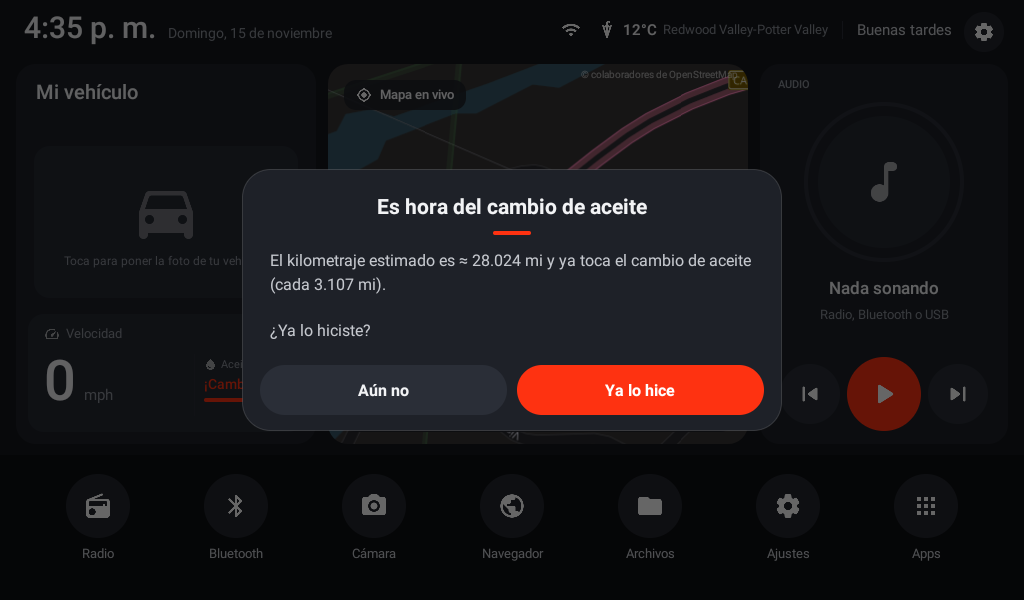 4:35 p. m.
Domingo, 15 de noviembre
12°C
Redwood Valley-Potter Valley
Buenas tardes
Mi vehículo
Toca para poner la foto de tu veh
Velocidad
0 mph
Acei
¡Camb
Mapa en vivo
© colaboradores de OpenStreetMap
CA
Es hora del cambio de aceite
El kilometraje estimado es ≈ 28.024 mi y ya toca el cambio de aceite
(cada 3.107 mi).
¿Ya lo hiciste?
Aún no
Ya lo hice
AUDIO
Nada sonando
Radio, Bluetooth o USB
Radio
Bluetooth
Cámara
Navegador
Archivos
Ajustes
Apps